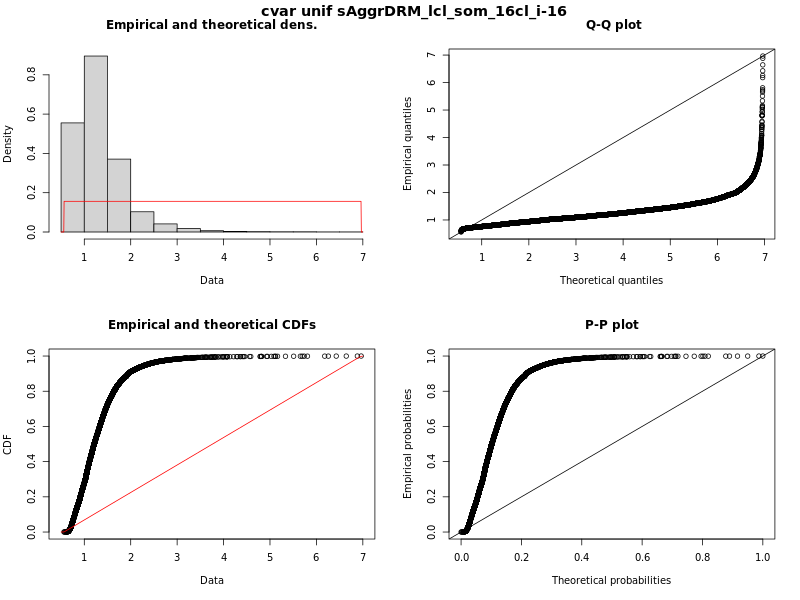 cvar unif sAggrDRM_lcl_som_16cl_i-16
Empirical and theoretical dens.
Density
0.0 0.2 0.4 0.6 0.8
1 2 3 4 5 6 7
Data
Q-Q plot
Empirical quantiles
1 2 3 4 5 6 7
1 2 3 4 5 6 7
Theoretical quantiles
Empirical and theoretical CDFs
CDF
0.0 0.2 0.4 0.6 0.8 1.0
1 2 3 4 5 6 7
Data
P-P plot
Empirical probabilities
0.0 0.2 0.4 0.6 0.8 1.0
0.0 0.2 0.4 0.6 0.8 1.0
Theoretical probabilities